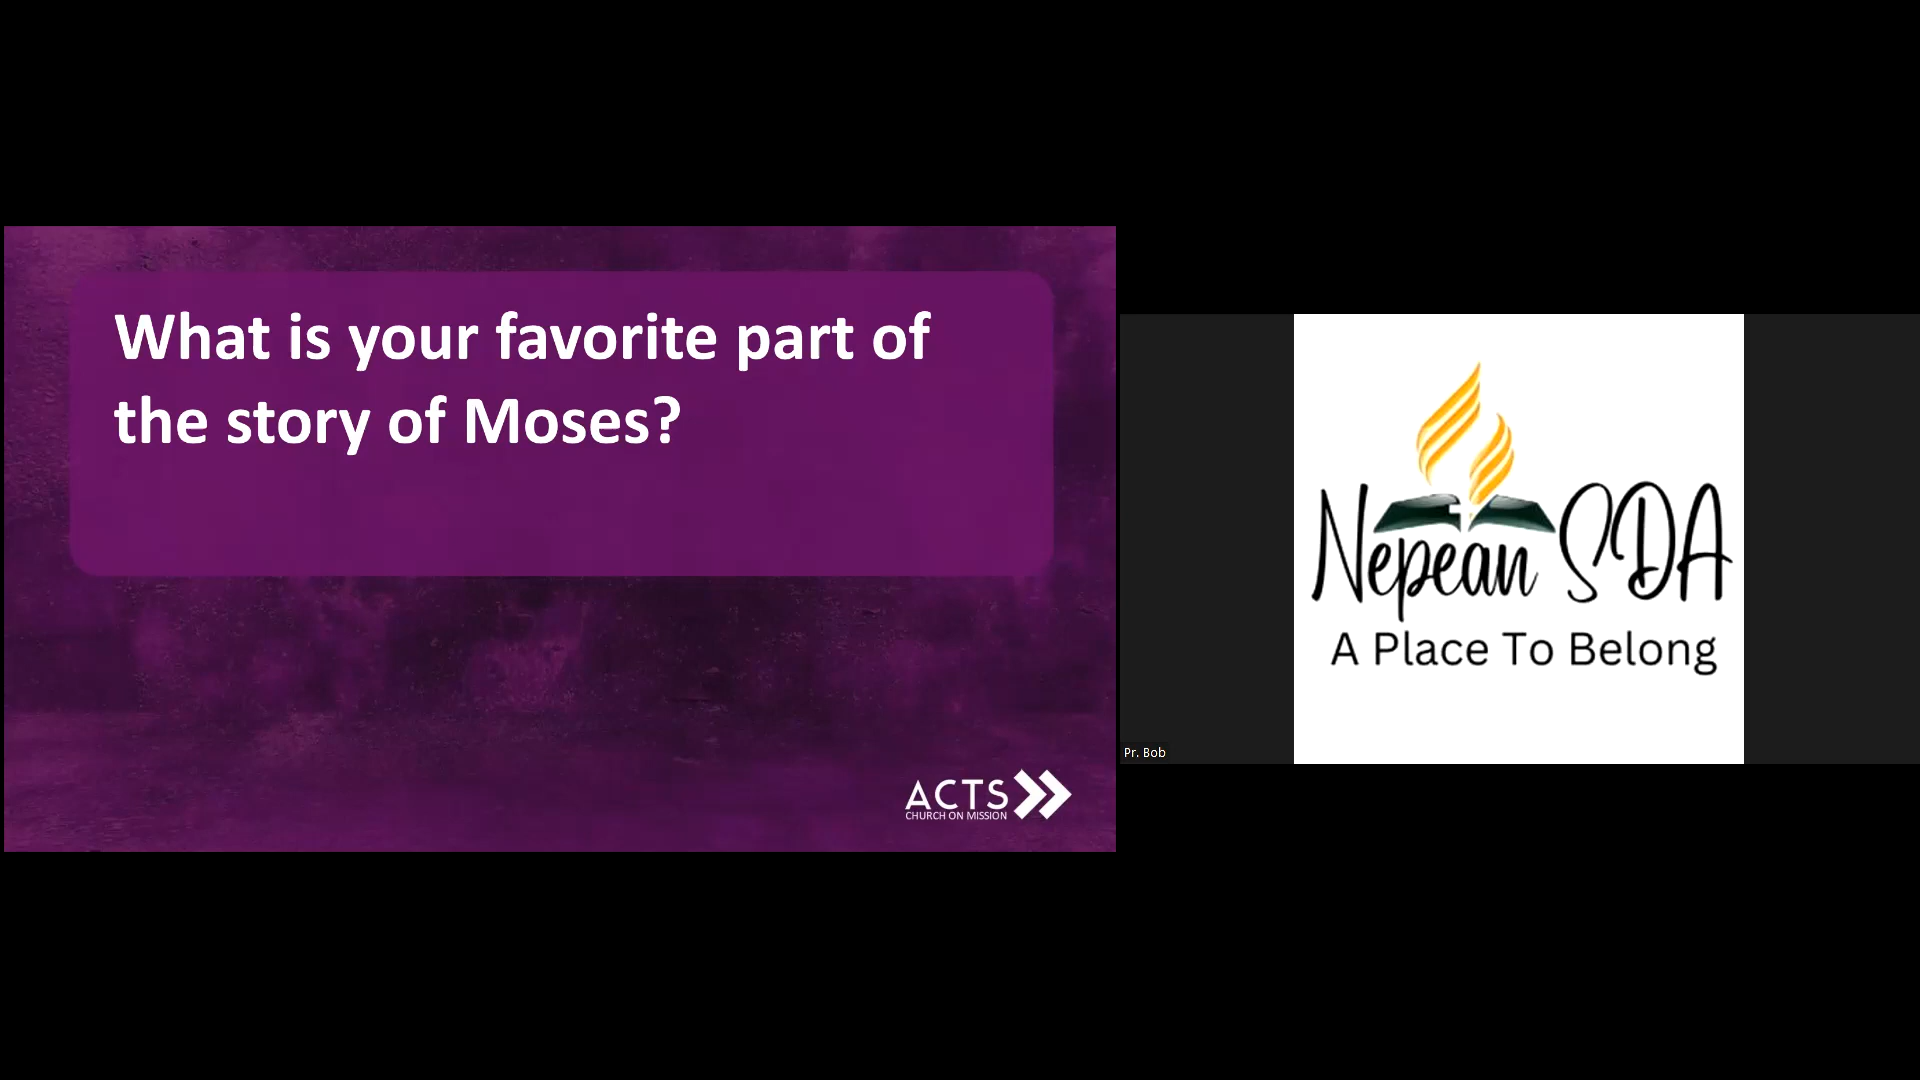 What is your favorite part of
the story of Moses?
ACTS
CHURCH ON MISSION
Nepean SDA
A Place To Belong
Pr. Bob